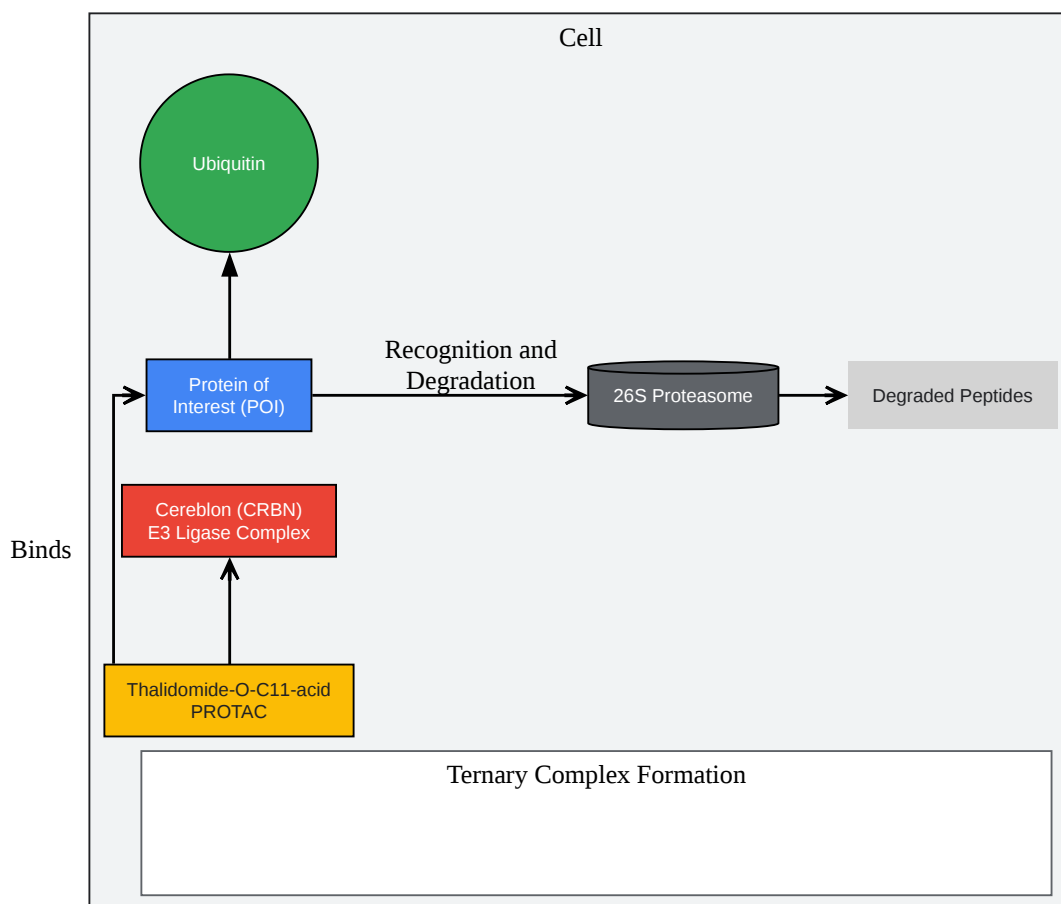 Cell
Ubiquitin
Recognition and
Degradation
Protein of
Interest (POI)
26S Proteasome
Degraded Peptides
Cereblon (CRBN)
E3 Ligase Complex
Binds
Thalidomide-O-C11-acid
PROTAC
Ternary Complex Formation